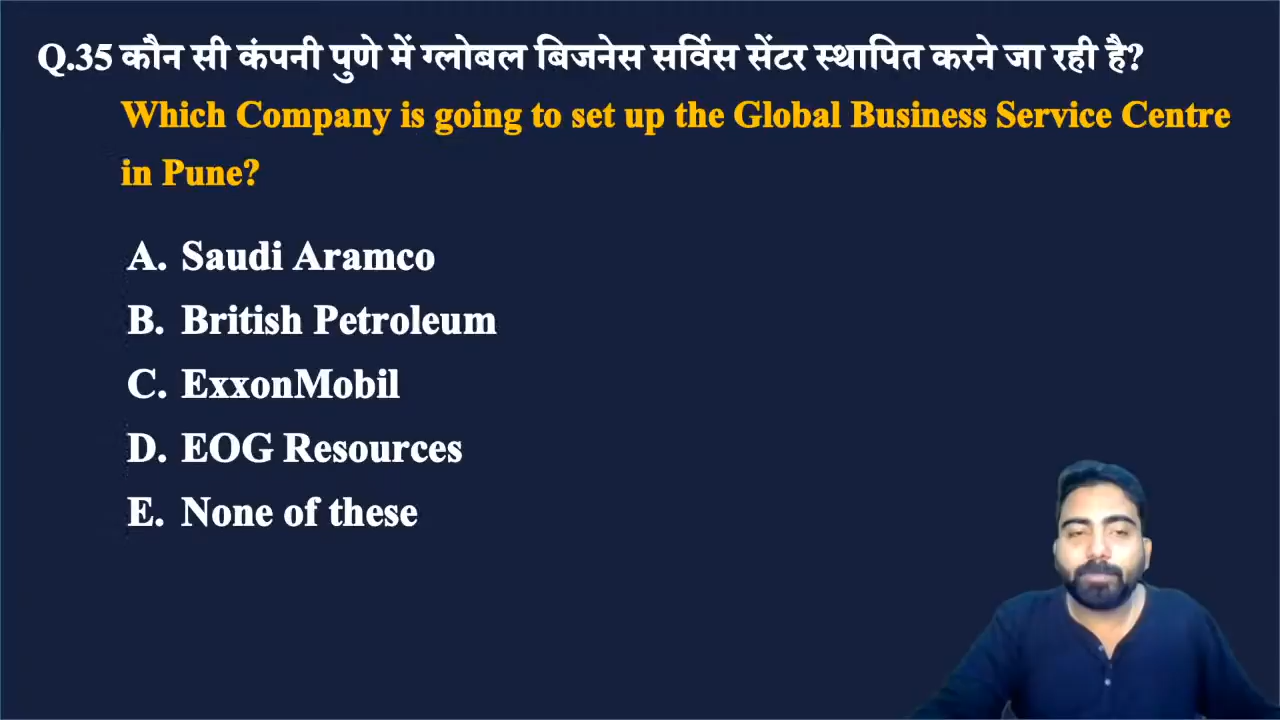 Q.35 कौन सी कंपनी पुणे में ग्लोबल बिजनेस सर्विस सेंटर स्थापित करने जा रही है?
Which Company is going to set up the Global Business Service Centre
in Pune?
A. Saudi Aramco
B. British Petroleum
C. ExxonMobil
D. EOG Resources
E. None of these